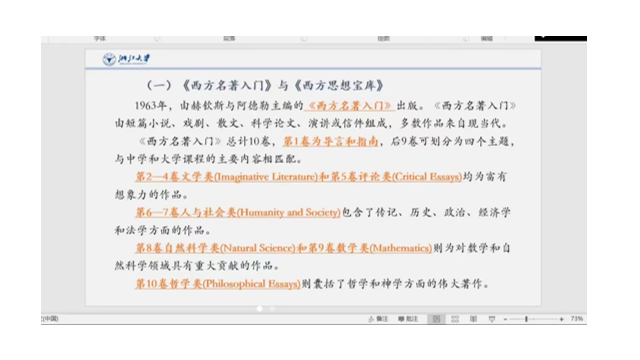 浙江大学
（一）《西方名著入门》与《西方思想宝库》
1963年，由赫钦斯与阿德勒主编的《西方名著入门》出版。《西方名著入门》
由短篇小说、戏剧、散文、科学论文、演讲或信件组成，多数作品来自现当代。
《西方名著入门》总计10卷，第1卷为导言和指南，后9卷可划分为四个主题，
与中学和大学课程的主要内容相匹配。
第2—4卷文学类(Imaginative Literature)和第5卷评论类(Critical Essays)均为富有
想象力的作品。
第6—7卷人与社会类(Humanity and Society)包含了传记、历史、政治、经济学
和法学方面的作品。
第8卷自然科学类(Natural Science)和第9卷数学类(Mathematics)则为对数学和自
然科学领域具有重大贡献的作品。
第10卷哲学类(Philosophical Essays)则囊括了哲学和神学方面的伟大著作。
(中国)
备注 批注 73%